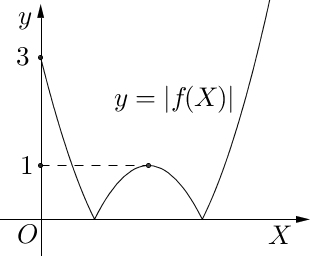 y
3
y = |f(X)|
1
O
X